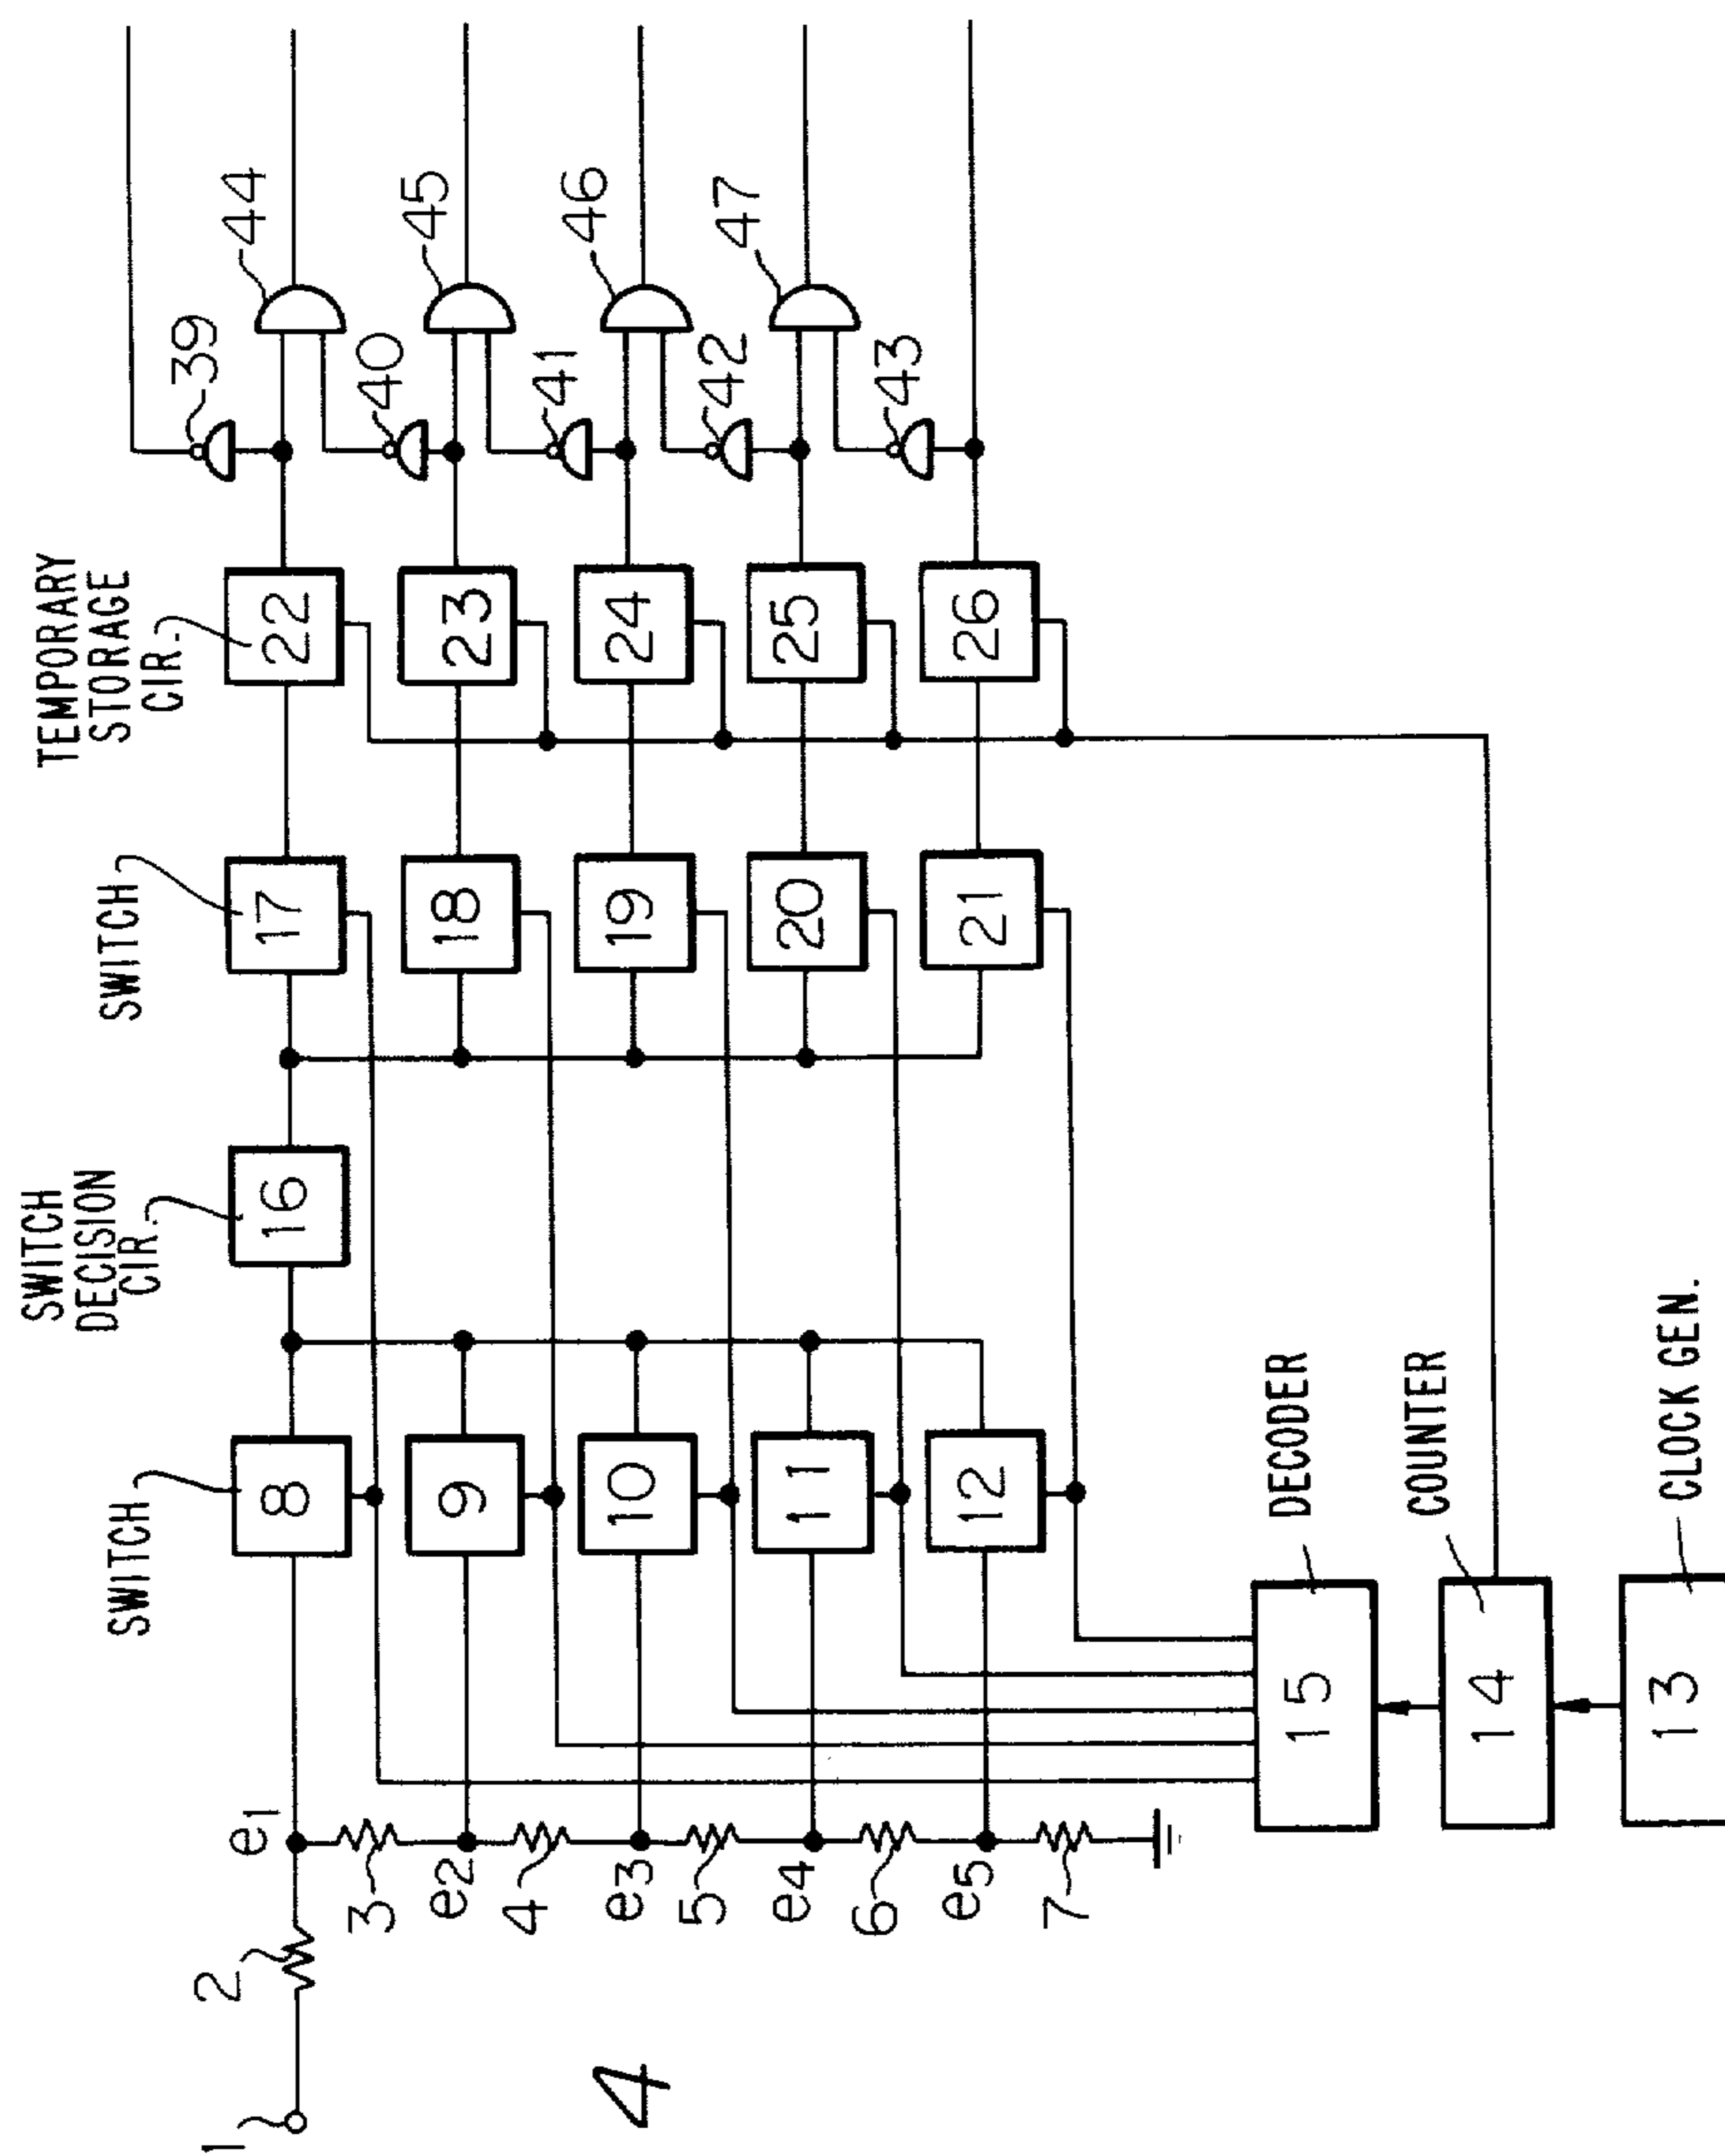 TEMPORARY
STORAGE
CIR.
SWITCH
SWITCH
DECISION
CIR.
SWITCH
44
45
46
47
39
40
41
42
43
22
23
24
25
26
17
18
19
20
21
16
8
9
10
11
12
DECODER
COUNTER
CLOCK GEN.
15
14
13
e1
e2
e3
e4
e5
1
2
3
4
5
6
7
4